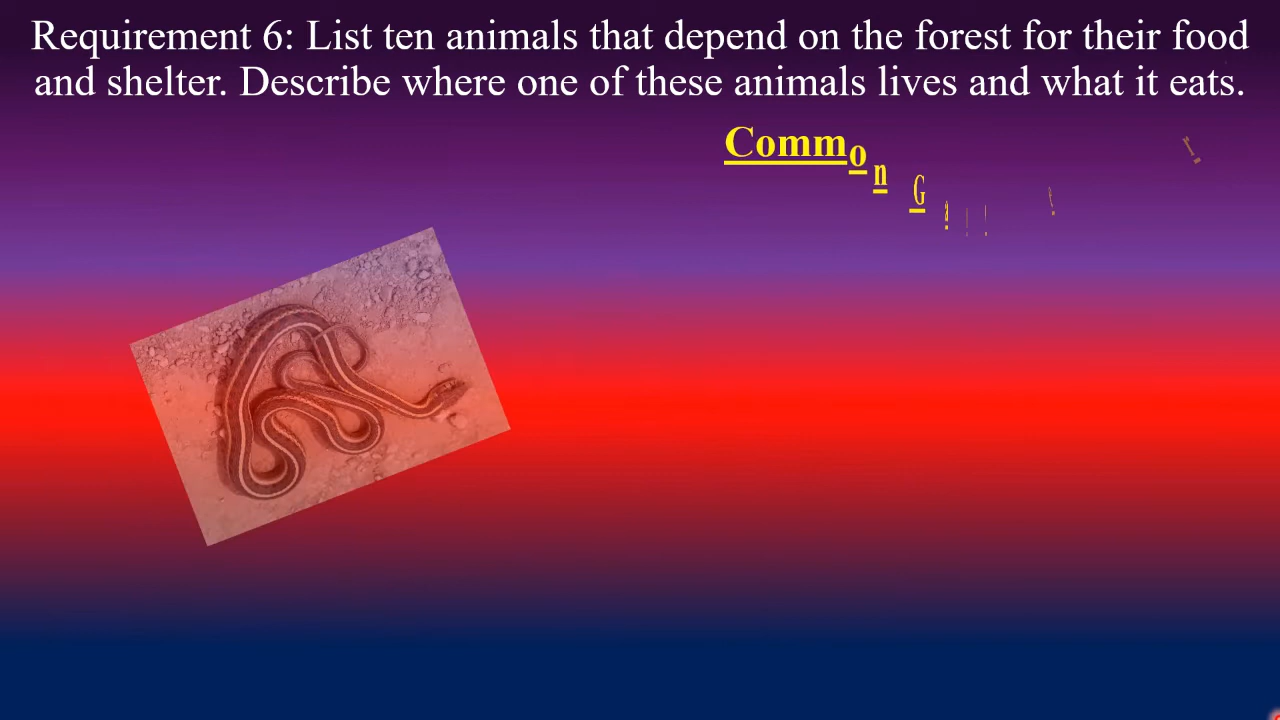 Requirement 6: List ten animals that depend on the forest for their food
and shelter. Describe where one of these animals lives and what it eats.
Common Ga